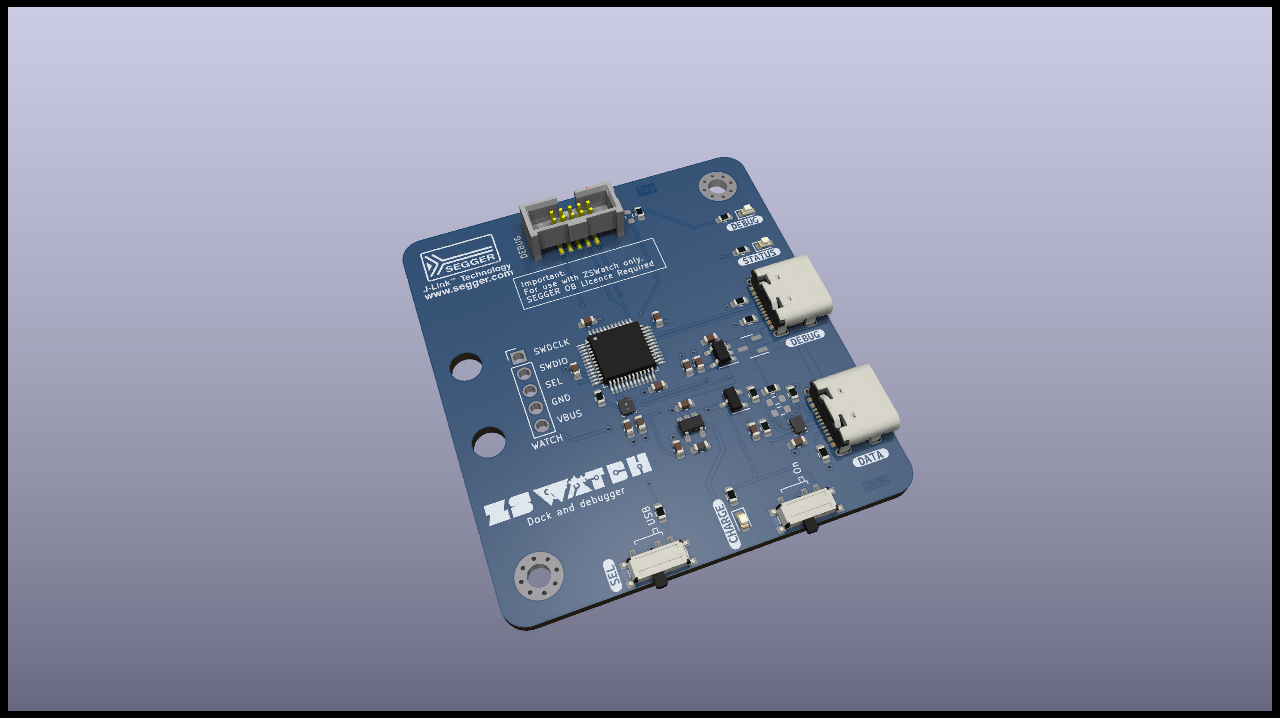 Top
DEBUG
SEGGER
J-Link™ Technology
www.segger.com
DEBUG
Important:
For use with ZSWatch only.
SEGGER OB Licence Required
STATUS
DEBUG
SWDCLK
SWDIO
SEL
GND
VBUS
WATCH
DATA
ZSWATCH
Dock and debugger
On
USB
CHARGE
SEL